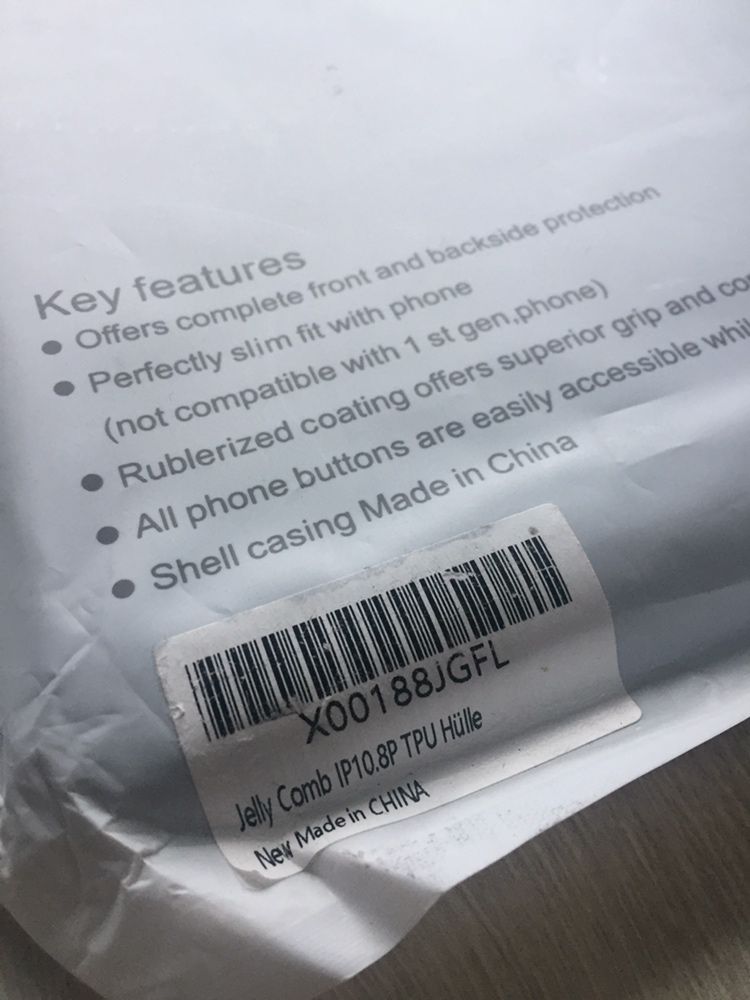 Key features
● Offers complete front and backside protection
● Perfectly slim fit with phone
(not compatible with 1 st gen,phone)
● Rublerized coating offers superior grip and
● All phone buttons are easily accessible
● Shell casing Made in China
X00188JGFL
Jelly Comb IP10.8P TPU Hülle
New Made in CHINA